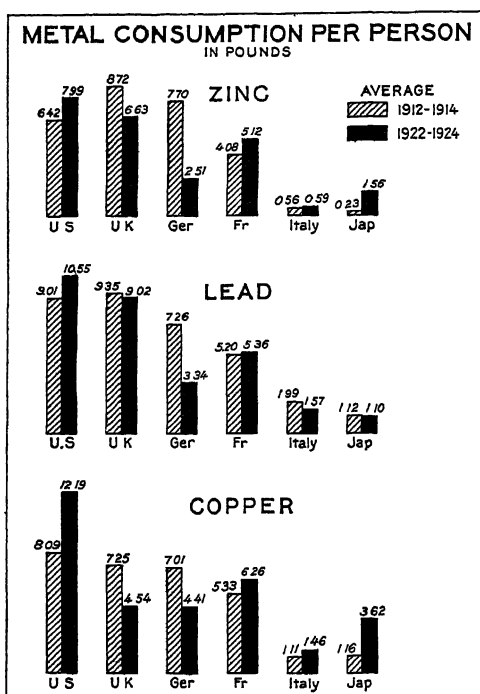 METAL CONSUMPTION PER PERSON
IN POUNDS
ZINC
AVERAGE
1912-1914
1922-1924
6.42 7.99 8.72 6.63 7.70 2.51 4.08 5.12 0.56 0.59 0.23 1.56
U S U K Ger Fr Italy Jap
LEAD
9.01 10.55 9.35 9.02 7.26 3.34 5.20 5.36 1.99 1.57 1.12 1.10
U.S U K Ger Fr Italy Jap
COPPER
8.09 12.19 7.25 4.54 7.01 4.41 5.33 6.26 1.11 1.46 1.16 3.62
U S U K Ger Fr Italy Jap